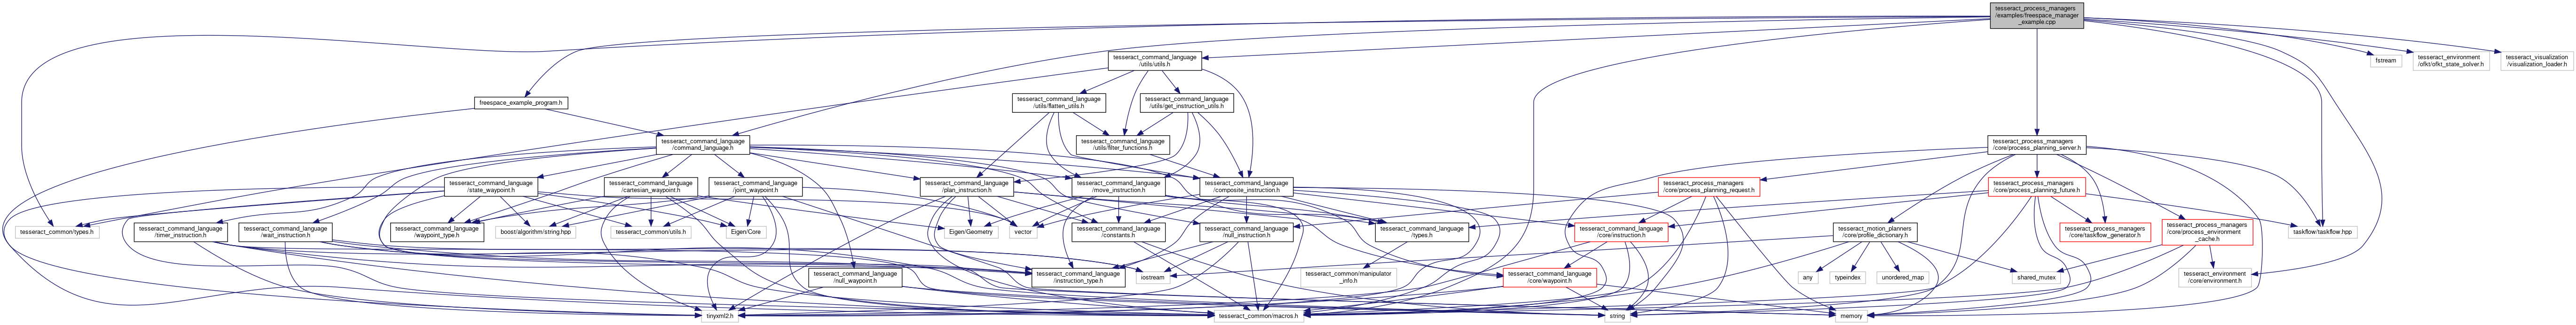 tesseract_process_managers
/examples/freespace_manager
_example.cpp
tesseract_command_language
/utils/utils.h
fstream
tesseract_environment
/ofkt/ofkt_state_solver.h
tesseract_visualization
/visualization_loader.h
freespace_example_program.h
tesseract_command_language
/utils/flatten_utils.h
tesseract_command_language
/utils/get_instruction_utils.h
tesseract_command_language
/command_language.h
tesseract_command_language
/utils/filter_functions.h
tesseract_process_managers
/core/process_planning_server.h
tesseract_command_language
/state_waypoint.h
tesseract_command_language
/cartesian_waypoint.h
tesseract_command_language
/joint_waypoint.h
tesseract_command_language
/plan_instruction.h
tesseract_command_language
/move_instruction.h
tesseract_command_language
/composite_instruction.h
tesseract_process_managers
/core/process_planning_request.h
tesseract_process_managers
/core/process_planning_future.h
tesseract_common/types.h
tesseract_command_language
/timer_instruction.h
tesseract_command_language
/wait_instruction.h
tesseract_command_language
/waypoint_type.h
boost/algorithm/string.hpp
tesseract_common/utils.h
Eigen/Core
Eigen/Geometry
vector
tesseract_command_language
/constants.h
tesseract_command_language
/null_instruction.h
tesseract_command_language
/types.h
tesseract_command_language
/core/instruction.h
tesseract_motion_planners
/core/profile_dictionary.h
tesseract_process_managers
/core/taskflow_generator.h
tesseract_process_managers
/core/process_environment
_cache.h
taskflow/taskflow.hpp
tesseract_command_language
/null_waypoint.h
tesseract_command_language
/instruction_type.h
iostream
tesseract_common/manipulator
_info.h
tesseract_command_language
/core/waypoint.h
any
typeindex
unordered_map
shared_mutex
tesseract_environment
/core/environment.h
tinyxml2.h
tesseract_common/macros.h
string
memory